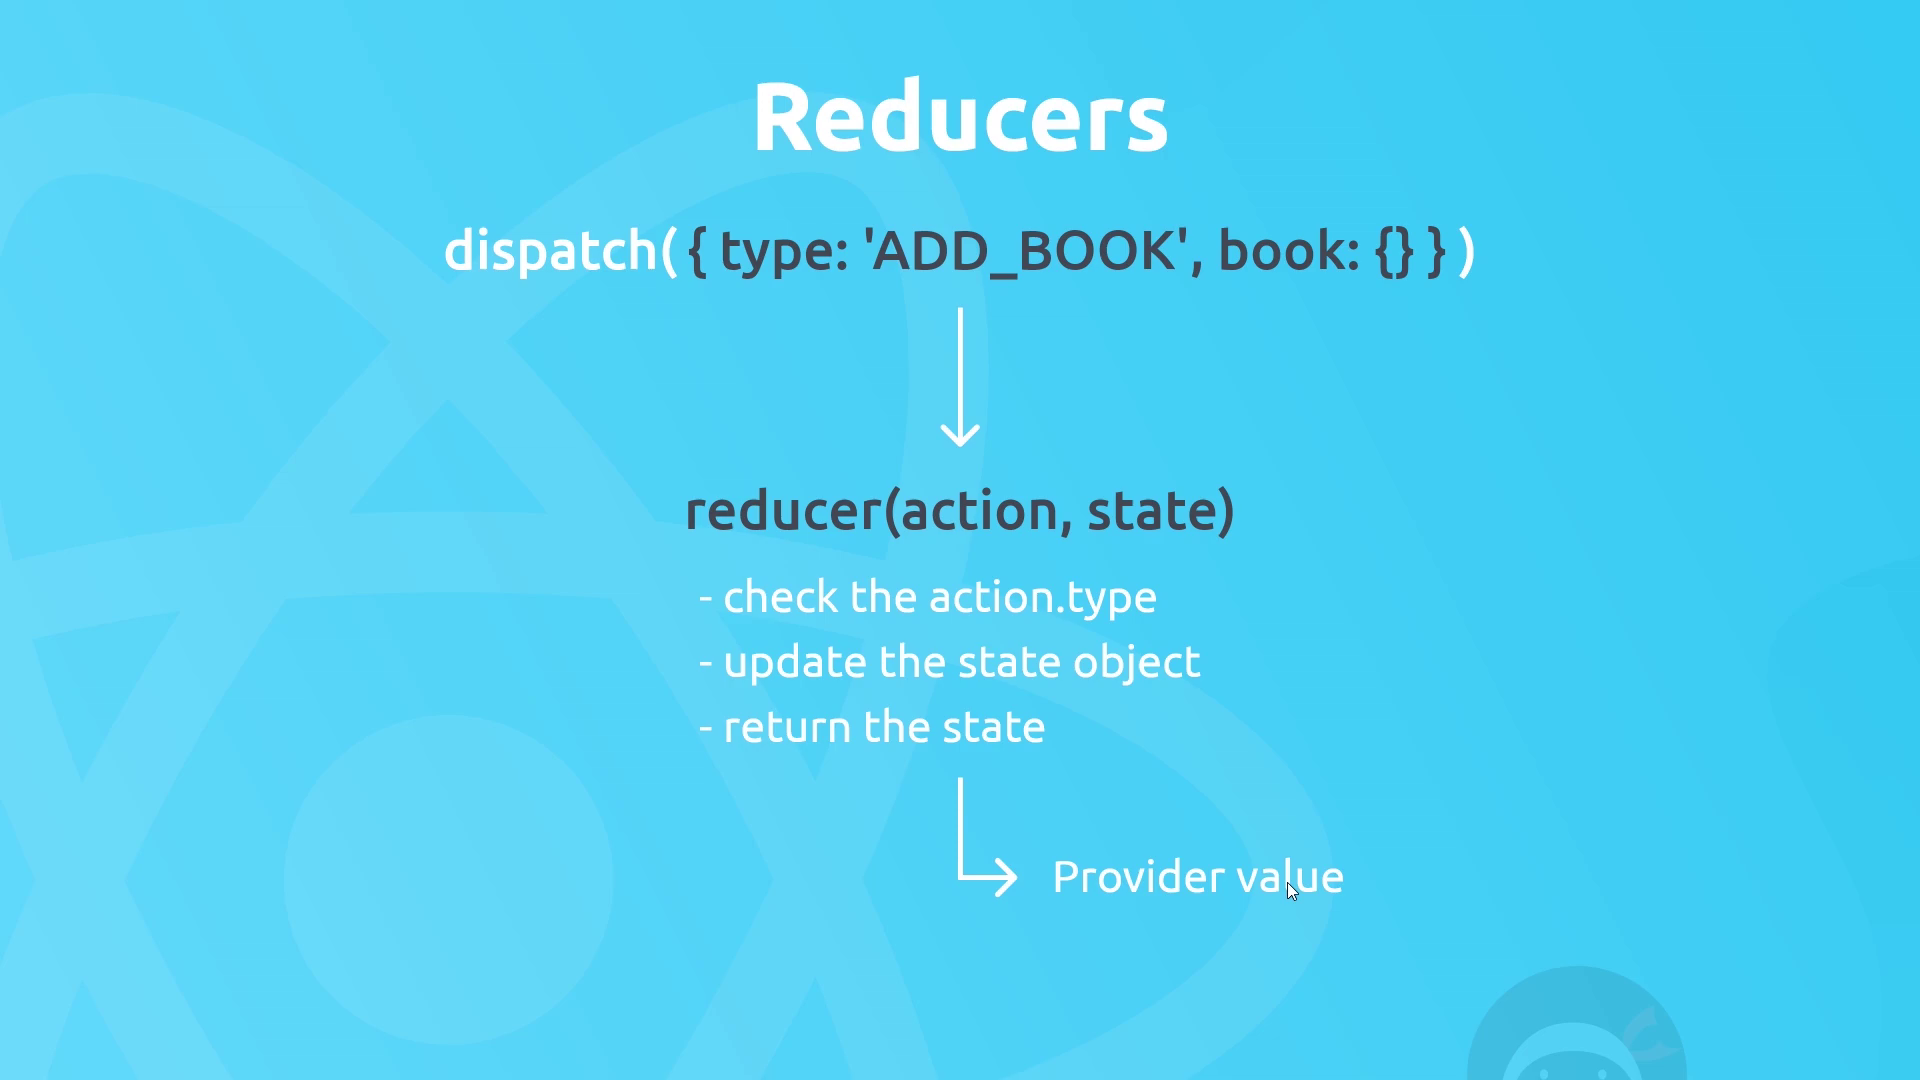 Reducers
dispatch( { type: 'ADD_BOOK', book: {} } )
reducer(action, state)
- check the action.type
- update the state object
- return the state
Provider value